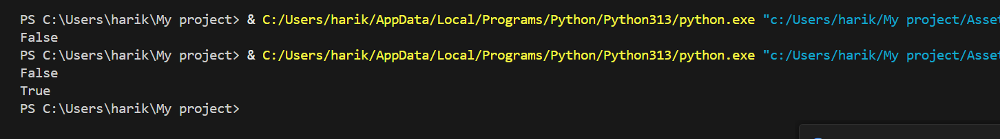 PS C:\Users\harik\My project> & C:/Users/harik/AppData/Local/Programs/Python/Python313/python.exe "c:/Users/harik/My project/Asset
False
PS C:\Users\harik\My project> & C:/Users/harik/AppData/Local/Programs/Python/Python313/python.exe "c:/Users/harik/My project/Asset
False
True
PS C:\Users\harik\My project>